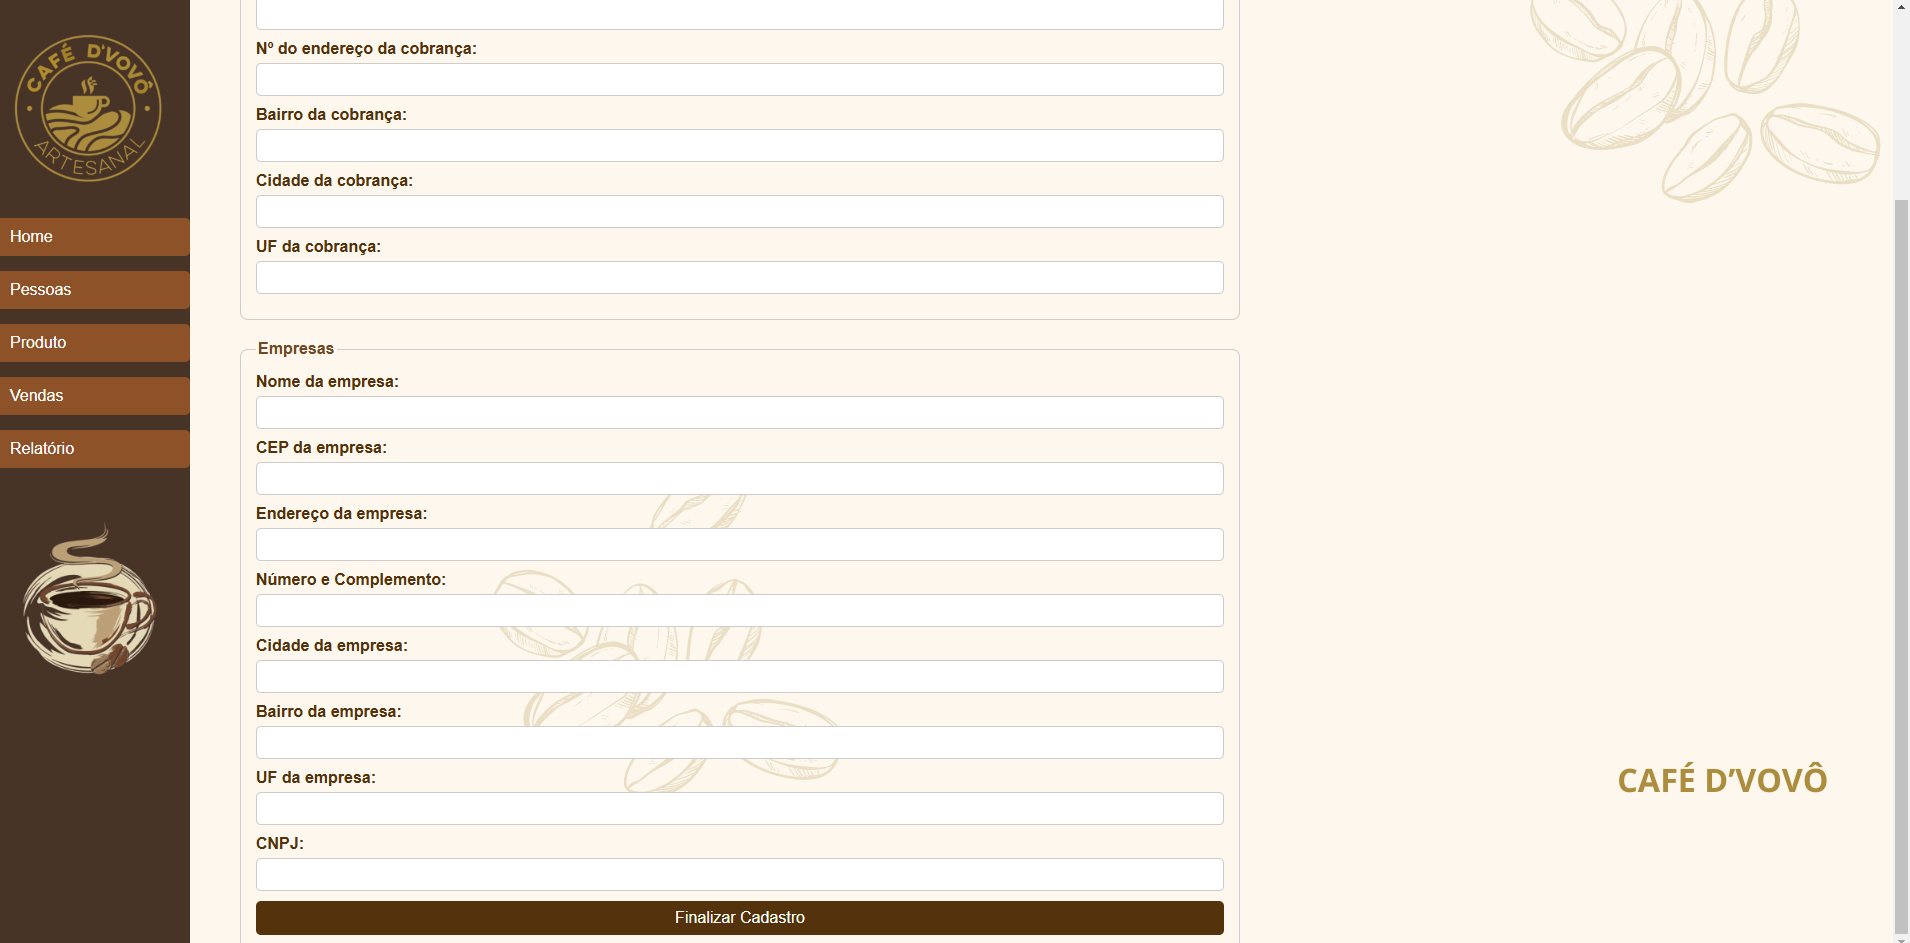 CAFÉ D'VOVÔ
ARTESANAL
Home
Pessoas
Produto
Vendas
Relatório
Nº do endereço da cobrança:
Bairro da cobrança:
Cidade da cobrança:
UF da cobrança:
Empresas
Nome da empresa:
CEP da empresa:
Endereço da empresa:
Número e Complemento:
Cidade da empresa:
Bairro da empresa:
UF da empresa:
CNPJ:
Finalizar Cadastro
CAFÉ D’VOVÔ